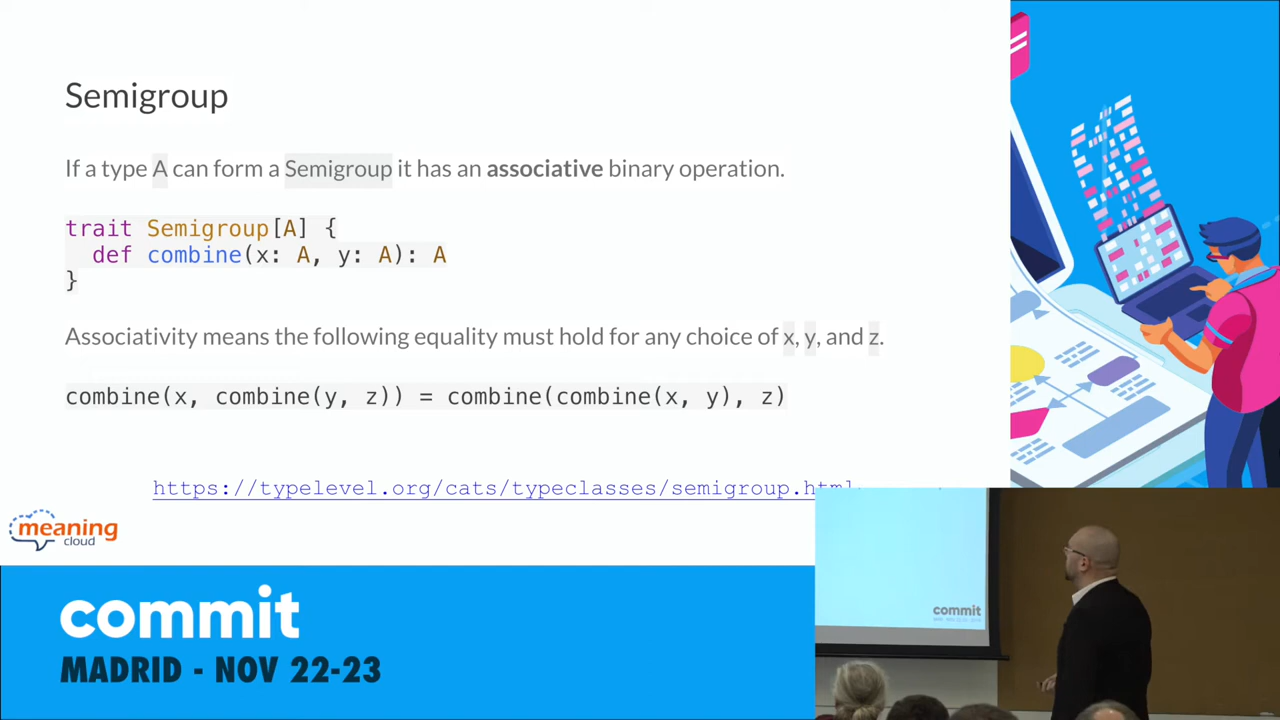 Semigroup
If a type A can form a Semigroup it has an associative binary operation.
trait Semigroup[A] {
  def combine(x: A, y: A): A
}
Associativity means the following equality must hold for any choice of x, y, and z.
combine(x, combine(y, z)) = combine(combine(x, y), z)
https://typelevel.org/cats/typeclasses/semigroup.html
meaning
cloud
commit
MADRID - NOV 22-23
commit